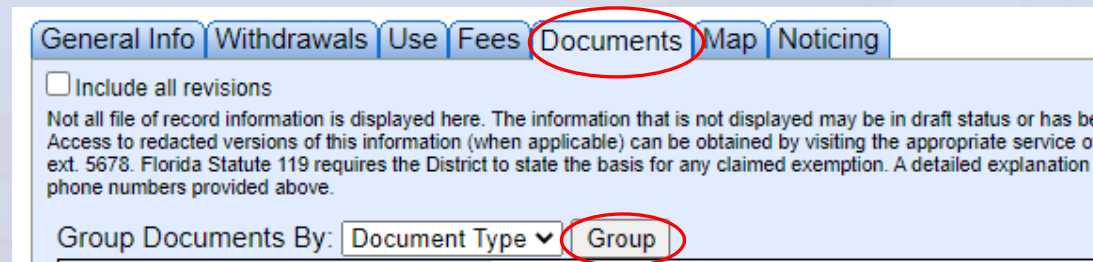 General Info Withdrawals Use Fees Documents Map Noticing
Include all revisions
Not all file of record information is displayed here. The information that is not displayed may be in draft status or has
Access to redacted versions of this information (when applicable) can be obtained by visiting the appropriate service
ext. 5678. Florida Statute 119 requires the District to state the basis for any claimed exemption. A detailed explanation
phone numbers provided above.
Group Documents By: Document Type Group